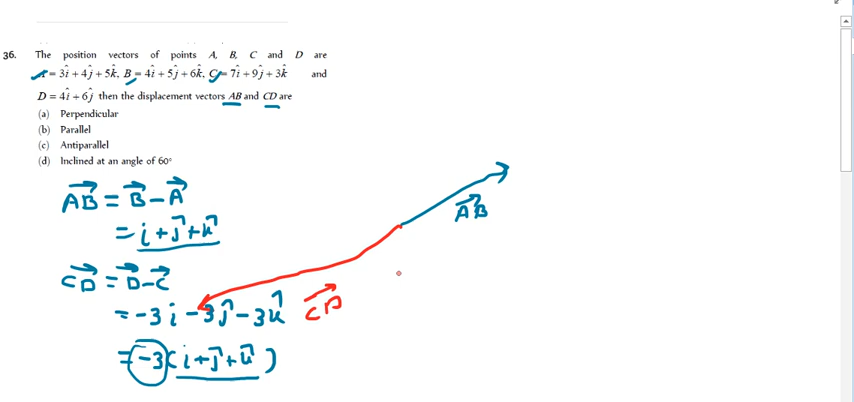 36. The position vectors of points A, B, C and D are
A = 3î + 4ĵ + 5k̂, B = 4î + 5ĵ + 6k̂, C = 7î + 9ĵ + 3k̂ and
D = 4î + 6ĵ then the displacement vectors AB and CD are
(a) Perpendicular
(b) Parallel
(c) Antiparallel
(d) Inclined at an angle of 60°
AB = B - A
= i + j + k
CD = D - C
= -3i - 3j - 3k
= -3(i + j + k)
AB
CD